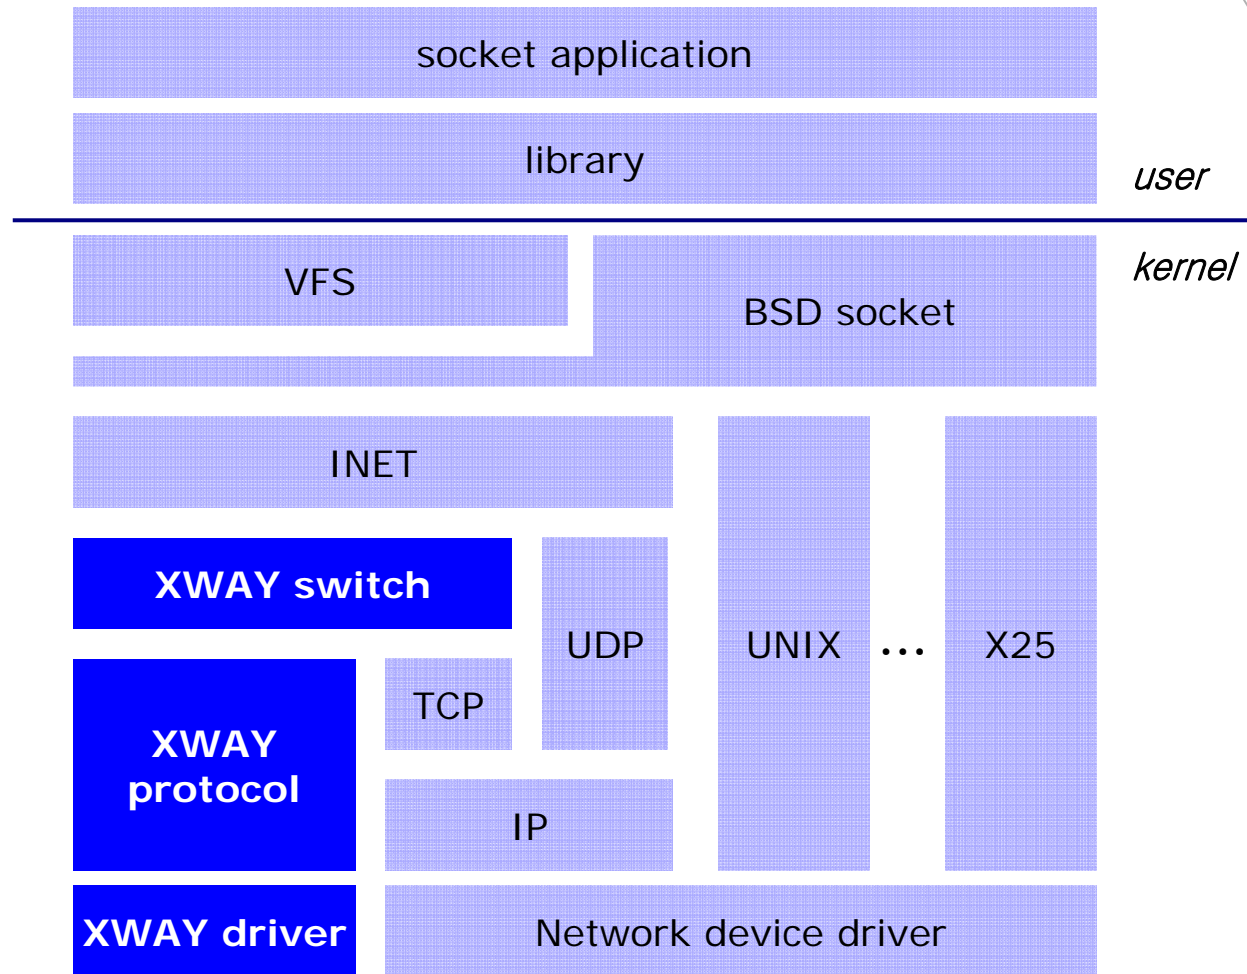 socket application
library
user
kernel
VFS
BSD socket
INET
XWAY switch
UDP
UNIX
...
X25
TCP
XWAY
protocol
IP
XWAY driver
Network device driver